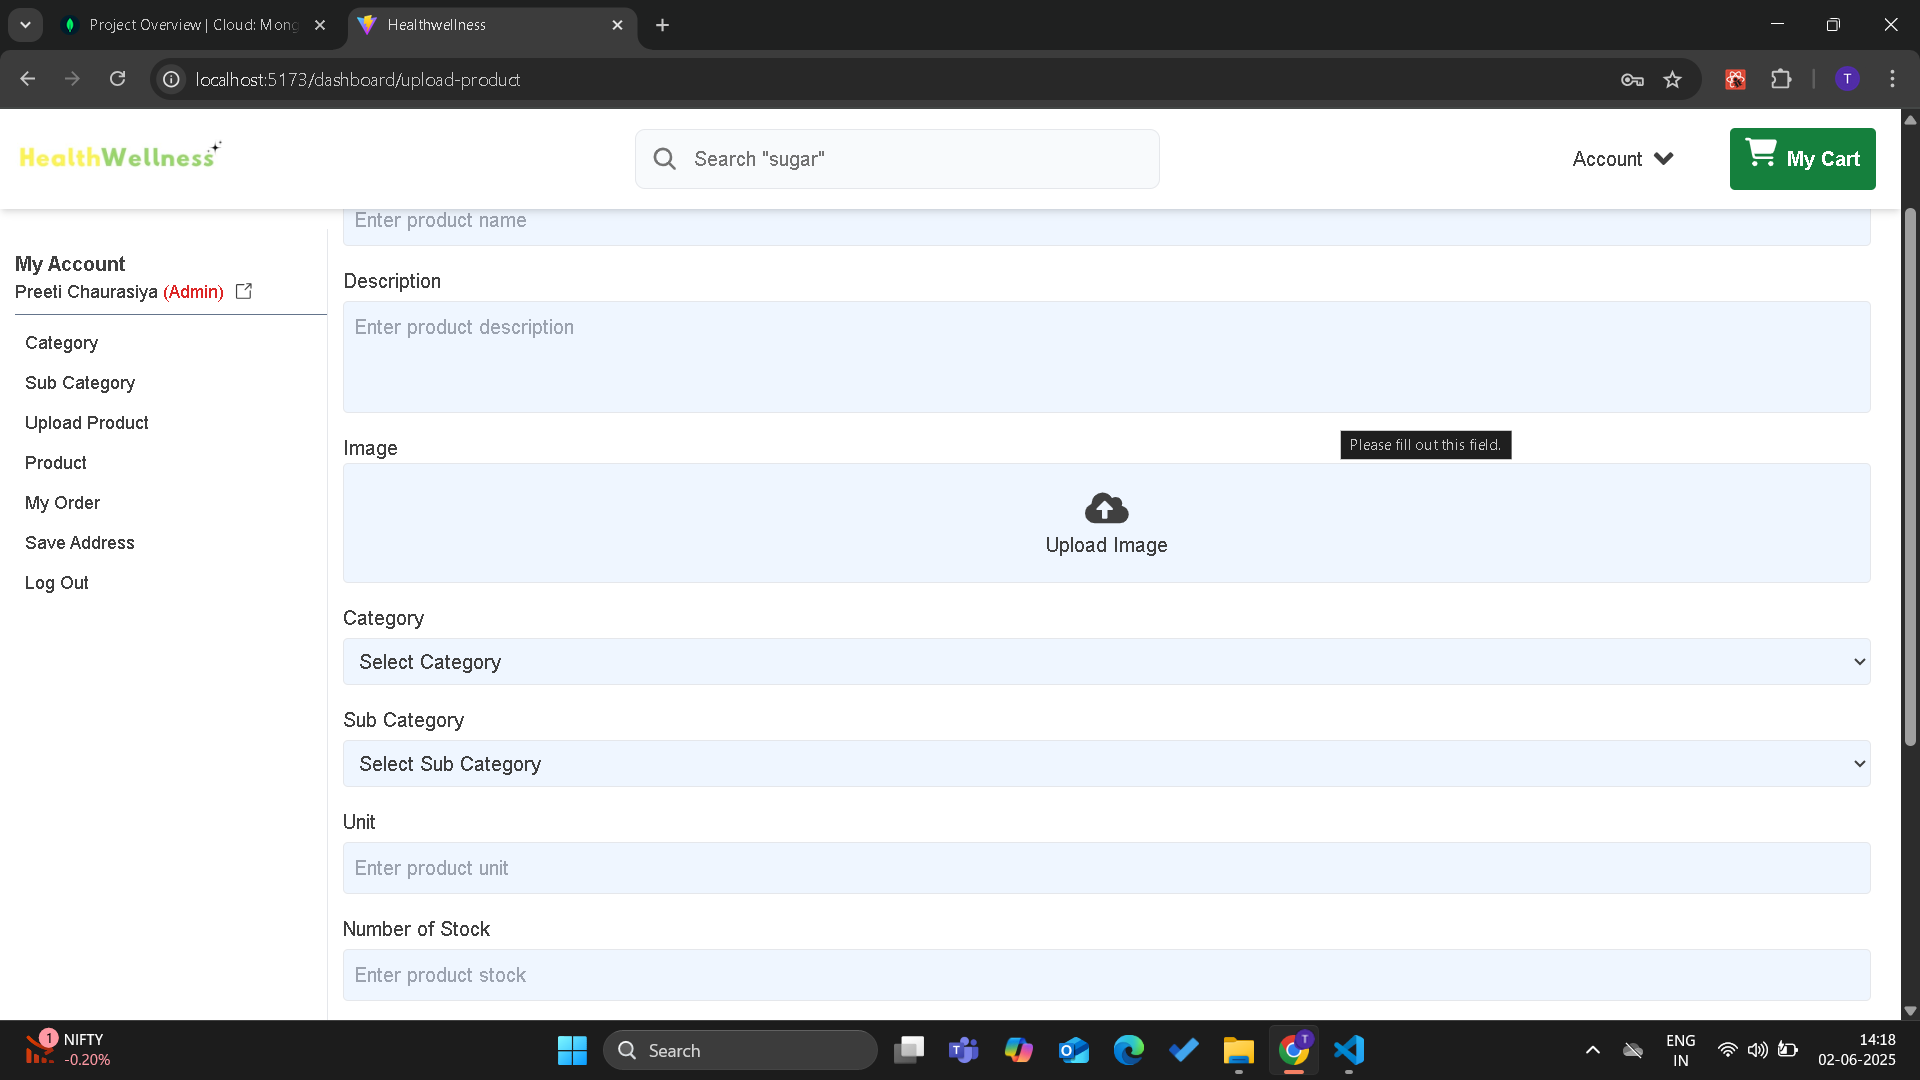 Project Overview | Cloud: Mong
Healthwellness
localhost:5173/dashboard/upload-product
T
HealthWellness
Search "sugar"
Account
My Cart
Enter product name
My Account
Preeti Chaurasiya (Admin)
Category
Sub Category
Upload Product
Product
My Order
Save Address
Log Out
Description
Enter product description
Please fill out this field.
Image
Upload Image
Category
Select Category
Sub Category
Select Sub Category
Unit
Enter product unit
Number of Stock
Enter product stock
1
NIFTY
-0.20%
Search
T
ENG
IN
14:18
02-06-2025